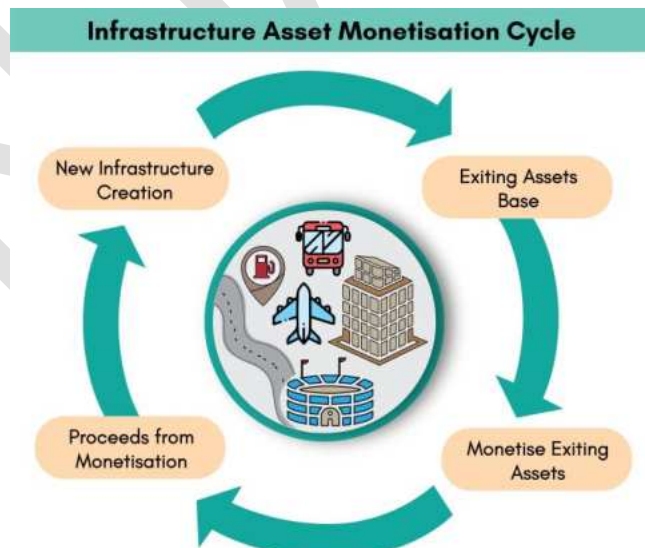 Infrastructure Asset Monetisation Cycle
New Infrastructure
Creation
Exiting Assets
Base
Proceeds from
Monetisation
Monetise Exiting
Assets